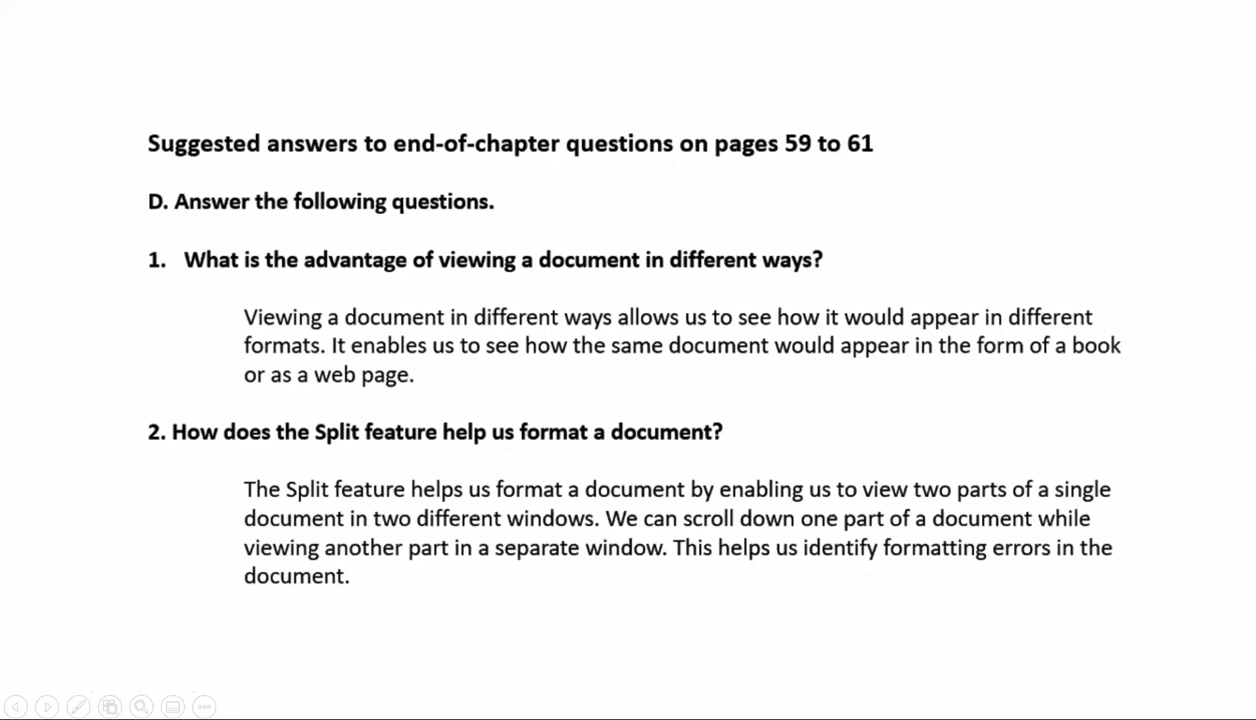 Suggested answers to end-of-chapter questions on pages 59 to 61
D. Answer the following questions.
1. What is the advantage of viewing a document in different ways?
Viewing a document in different ways allows us to see how it would appear in different
formats. It enables us to see how the same document would appear in the form of a book
or as a web page.
2. How does the Split feature help us format a document?
The Split feature helps us format a document by enabling us to view two parts of a single
document in two different windows. We can scroll down one part of a document while
viewing another part in a separate window. This helps us identify formatting errors in the
document.